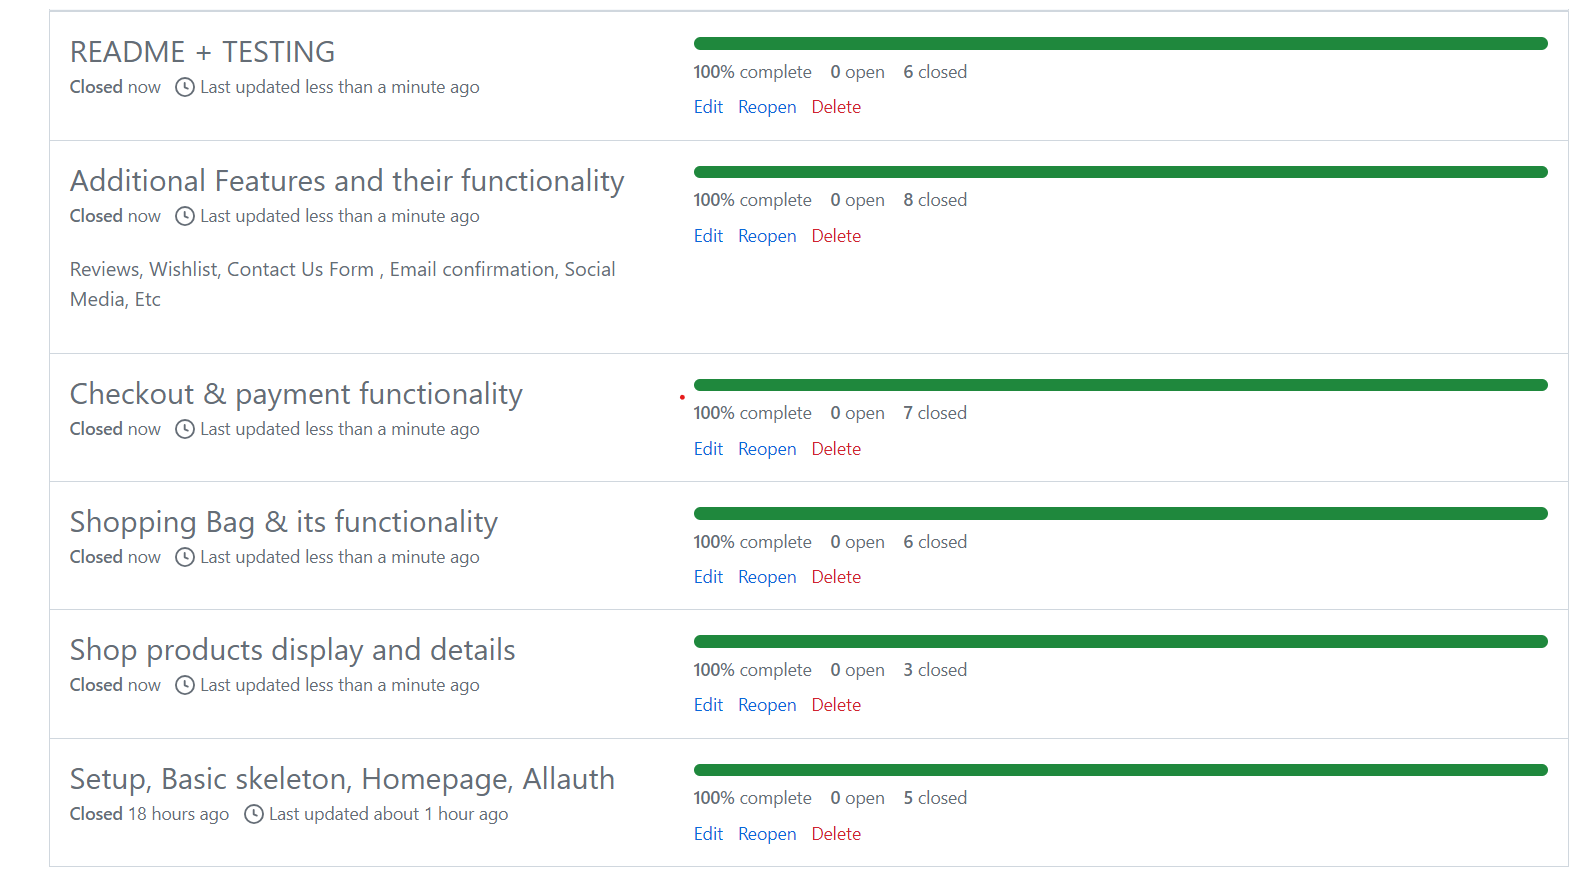 README + TESTING
Closed now Last updated less than a minute ago
100% complete 0 open 6 closed
Edit Reopen Delete
Additional Features and their functionality
Closed now Last updated less than a minute ago
Reviews, Wishlist, Contact Us Form , Email confirmation, Social
Media, Etc
100% complete 0 open 8 closed
Edit Reopen Delete
Checkout & payment functionality
Closed now Last updated less than a minute ago
100% complete 0 open 7 closed
Edit Reopen Delete
Shopping Bag & its functionality
Closed now Last updated less than a minute ago
100% complete 0 open 6 closed
Edit Reopen Delete
Shop products display and details
Closed now Last updated less than a minute ago
100% complete 0 open 3 closed
Edit Reopen Delete
Setup, Basic skeleton, Homepage, Allauth
Closed 18 hours ago Last updated about 1 hour ago
100% complete 0 open 5 closed
Edit Reopen Delete